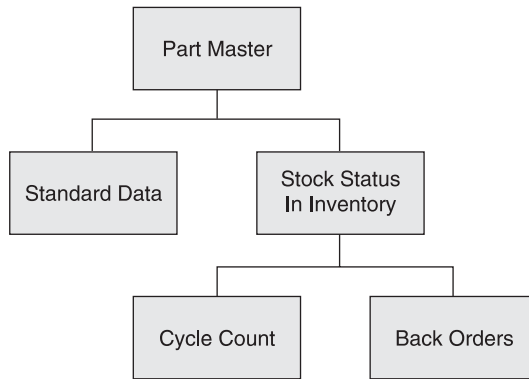 Part Master
Standard Data
Stock Status
In Inventory
Cycle Count
Back Orders